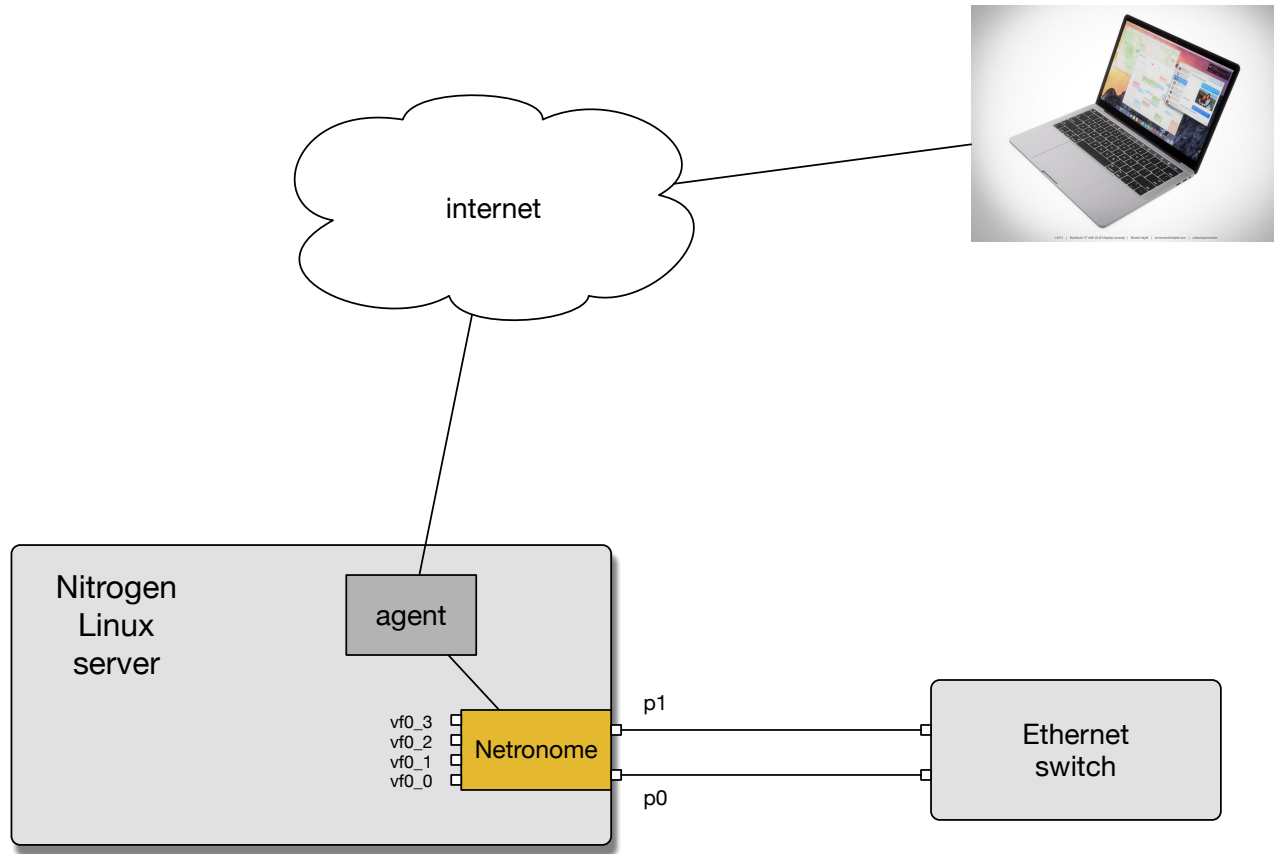 internet
Nitrogen
Linux
server
agent
vf0_3
vf0_2
vf0_1
vf0_0
Netronome
p1
p0
Ethernet
switch